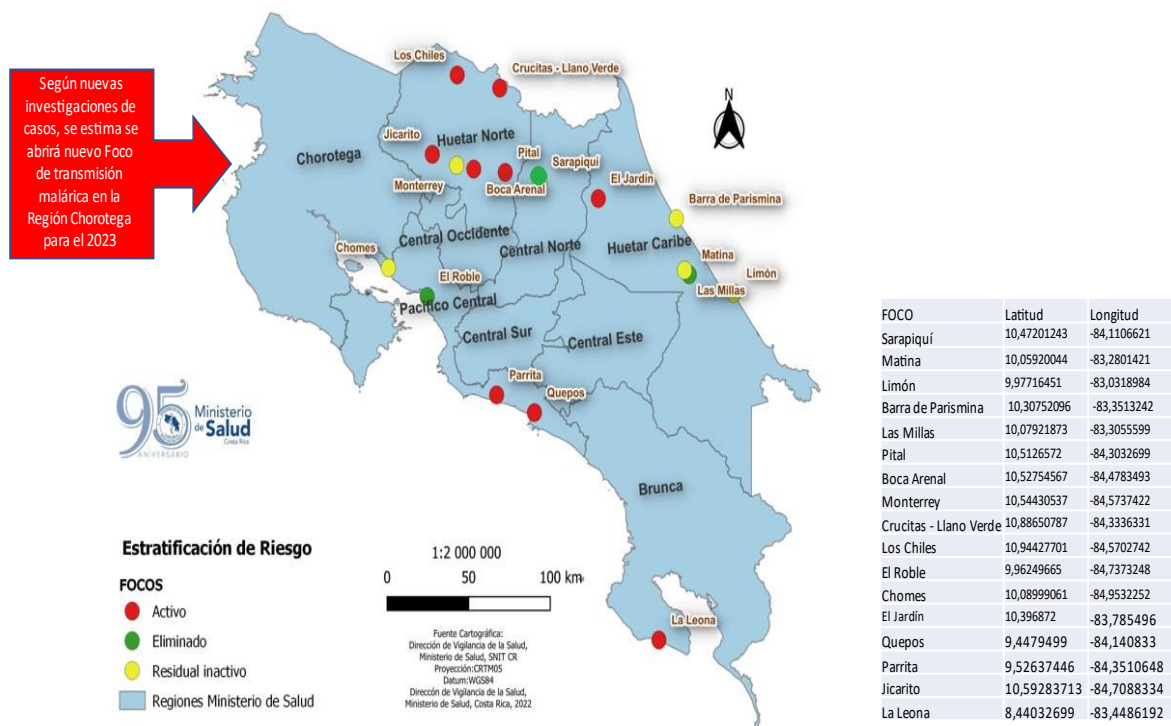 Según nuevas
investigaciones de
casos, se estima se
abrirá nuevo Foco
de transmisión
malárica en la
Región Chorotega
para el 2023
Los Chiles
Crucitas - Llano Verde
N
Jicarito
Huetar Norte
Chorotega
Pital
Sarapiquí
Monterrey
Boca Arenal
El Jardín
Barra de Parismina
Central Occidente
Chomes
Central Norte
Huetar Caribe
Matina
El Roble
Limón
Las Millas
Pacifico Central
Central Sur
Central Este
Parrita
Quepos
Brunca
La Leona
95
ANIVERSARIO
Ministerio
de Salud
Costa Rica
Estratificación de Riesgo
FOCOS
Activo
Eliminado
Residual inactivo
Regiones Ministerio de Salud
1:2 000 000
0 50 100 km
Fuente Cartográfica:
Dirección de Vigilancia de la Salud,
Ministerio de Salud, SNIT CR
Proyección:CRTM05
Datum:WGS84
Direccón de Vigilancia de la Salud,
Ministerio de Salud, Costa Rica, 2022
FOCO Latitud Longitud
Sarapiquí 10,47201243 -84,1106621
Matina 10,05920044 -83,2801421
Limón 9,97716451 -83,0318984
Barra de Parismina 10,30752096 -83,3513242
Las Millas 10,07921873 -83,3055599
Pital 10,5126572 -84,3032699
Boca Arenal 10,52754567 -84,4783493
Monterrey 10,54430537 -84,5737422
Crucitas - Llano Verde 10,88650787 -84,3336331
Los Chiles 10,94427701 -84,5702742
El Roble 9,96249665 -84,7373248
Chomes 10,08999061 -84,9532252
El Jardín 10,396872 -83,785496
Quepos 9,4479499 -84,140833
Parrita 9,52637446 -84,3510648
Jicarito 10,59283713 -84,7088334
La Leona 8,44032699 -83,4486192